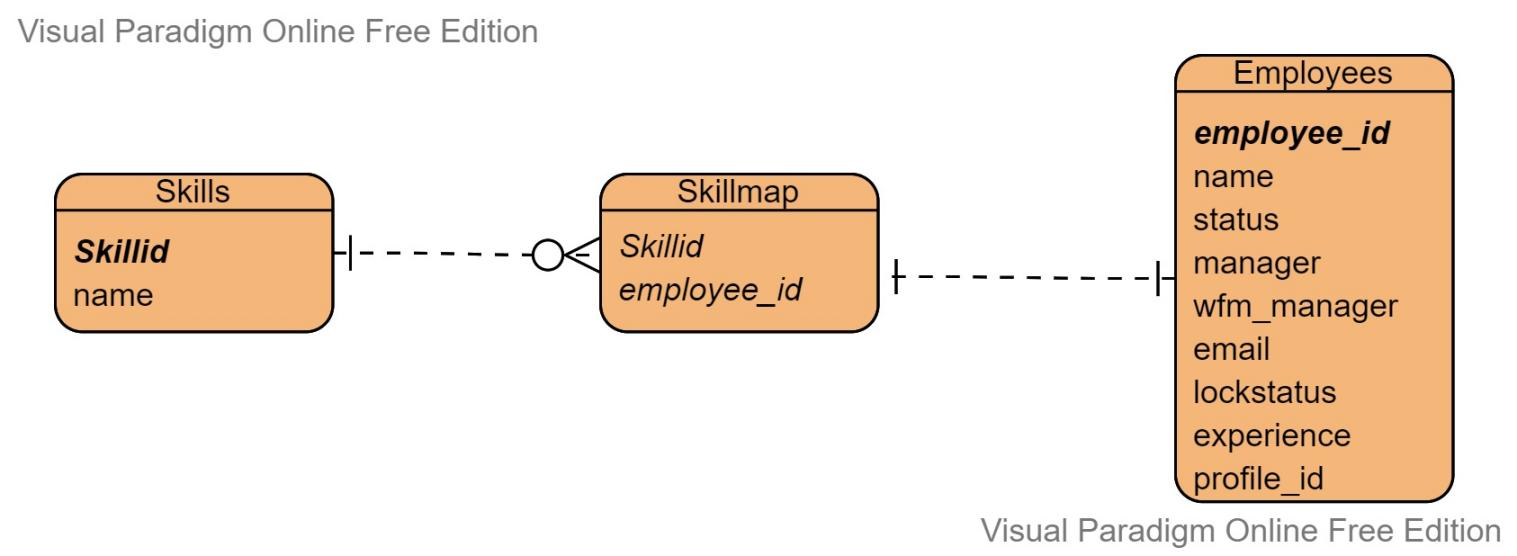 Visual Paradigm Online Free Edition
Skills
Skillid
name
Skillmap
Skillid
employee_id
Employees
employee_id
name
status
manager
wfm_manager
email
lockstatus
experience
profile_id
Visual Paradigm Online Free Edition